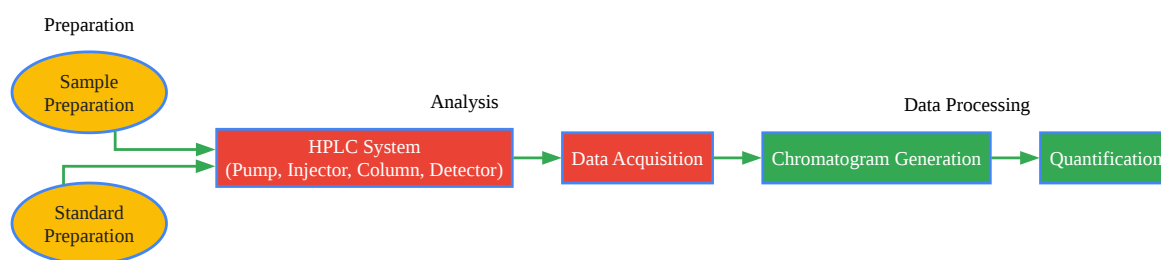 Preparation
Sample
Preparation
Analysis
Data Processing
HPLC System
(Pump, Injector, Column, Detector)
Data Acquisition
Chromatogram Generation
Quantification
Standard
Preparation